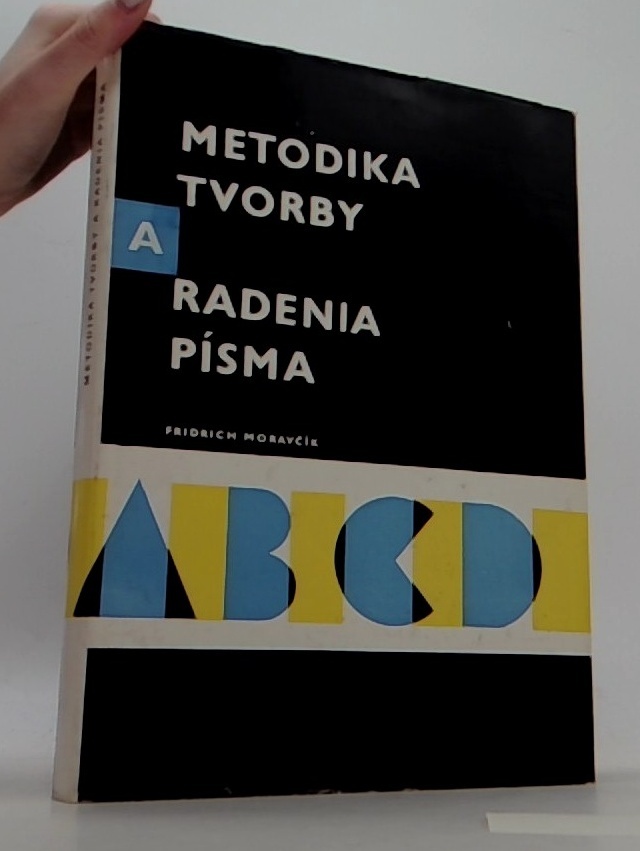 METODIKA
TVORBY
A
RADENIA
PÍSMA
FRIDRICH MORAVČÍK
ABCD
METODIKA TVORBY A RADENIA PÍSMA